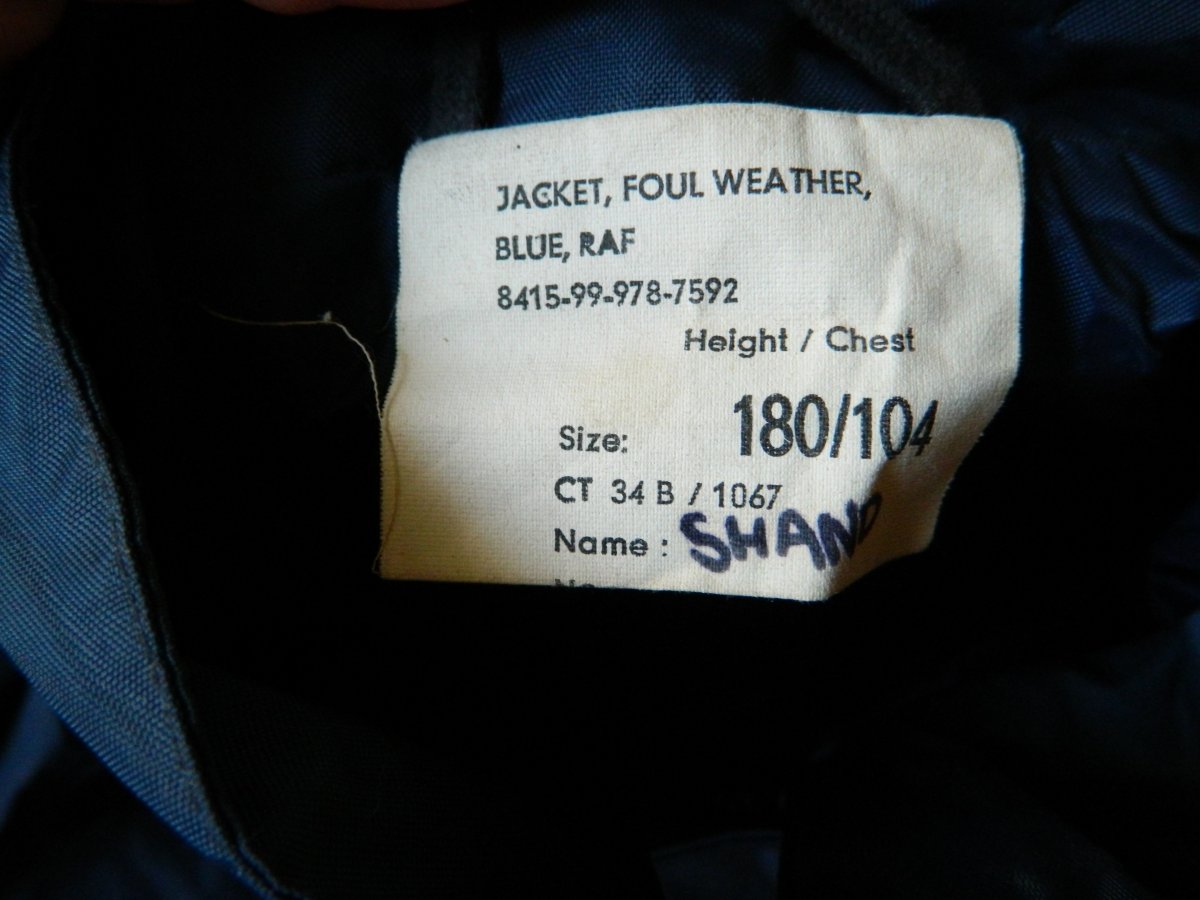 JACKET, FOUL WEATHER,
BLUE, RAF
8415-99-978-7592
Height / Chest
Size: 180/104
CT 34 B / 1067
Name : SHAND